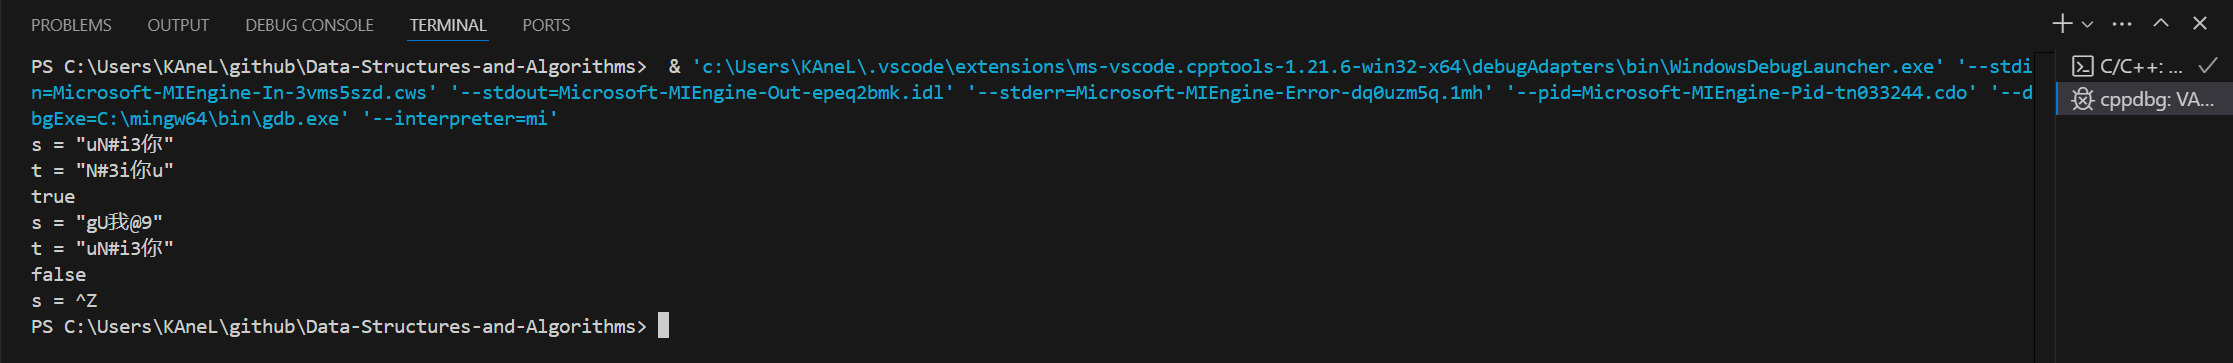 PROBLEMS OUTPUT DEBUG CONSOLE TERMINAL PORTS
PS C:\Users\KAneL\github\Data-Structures-and-Algorithms>  & 'c:\Users\KAneL\.vscode\extensions\ms-vscode.cpptools-1.21.6-win32-x64\debugAdapters\bin\WindowsDebugLauncher.exe' '--stdi
n=Microsoft-MIEngine-In-3vms5szd.cws' '--stdout=Microsoft-MIEngine-Out-epeq2bmk.idl' '--stderr=Microsoft-MIEngine-Error-dq0uzm5q.1mh' '--pid=Microsoft-MIEngine-Pid-tn033244.cdo' '--d
bgExe=C:\mingw64\bin\gdb.exe' '--interpreter=mi'
s = "uN#i3你"
t = "N#3i你u"
true
s = "gU我@9"
t = "uN#i3你"
false
s = ^Z
PS C:\Users\KAneL\github\Data-Structures-and-Algorithms>
C/C++: ...
cppdbg: VA...